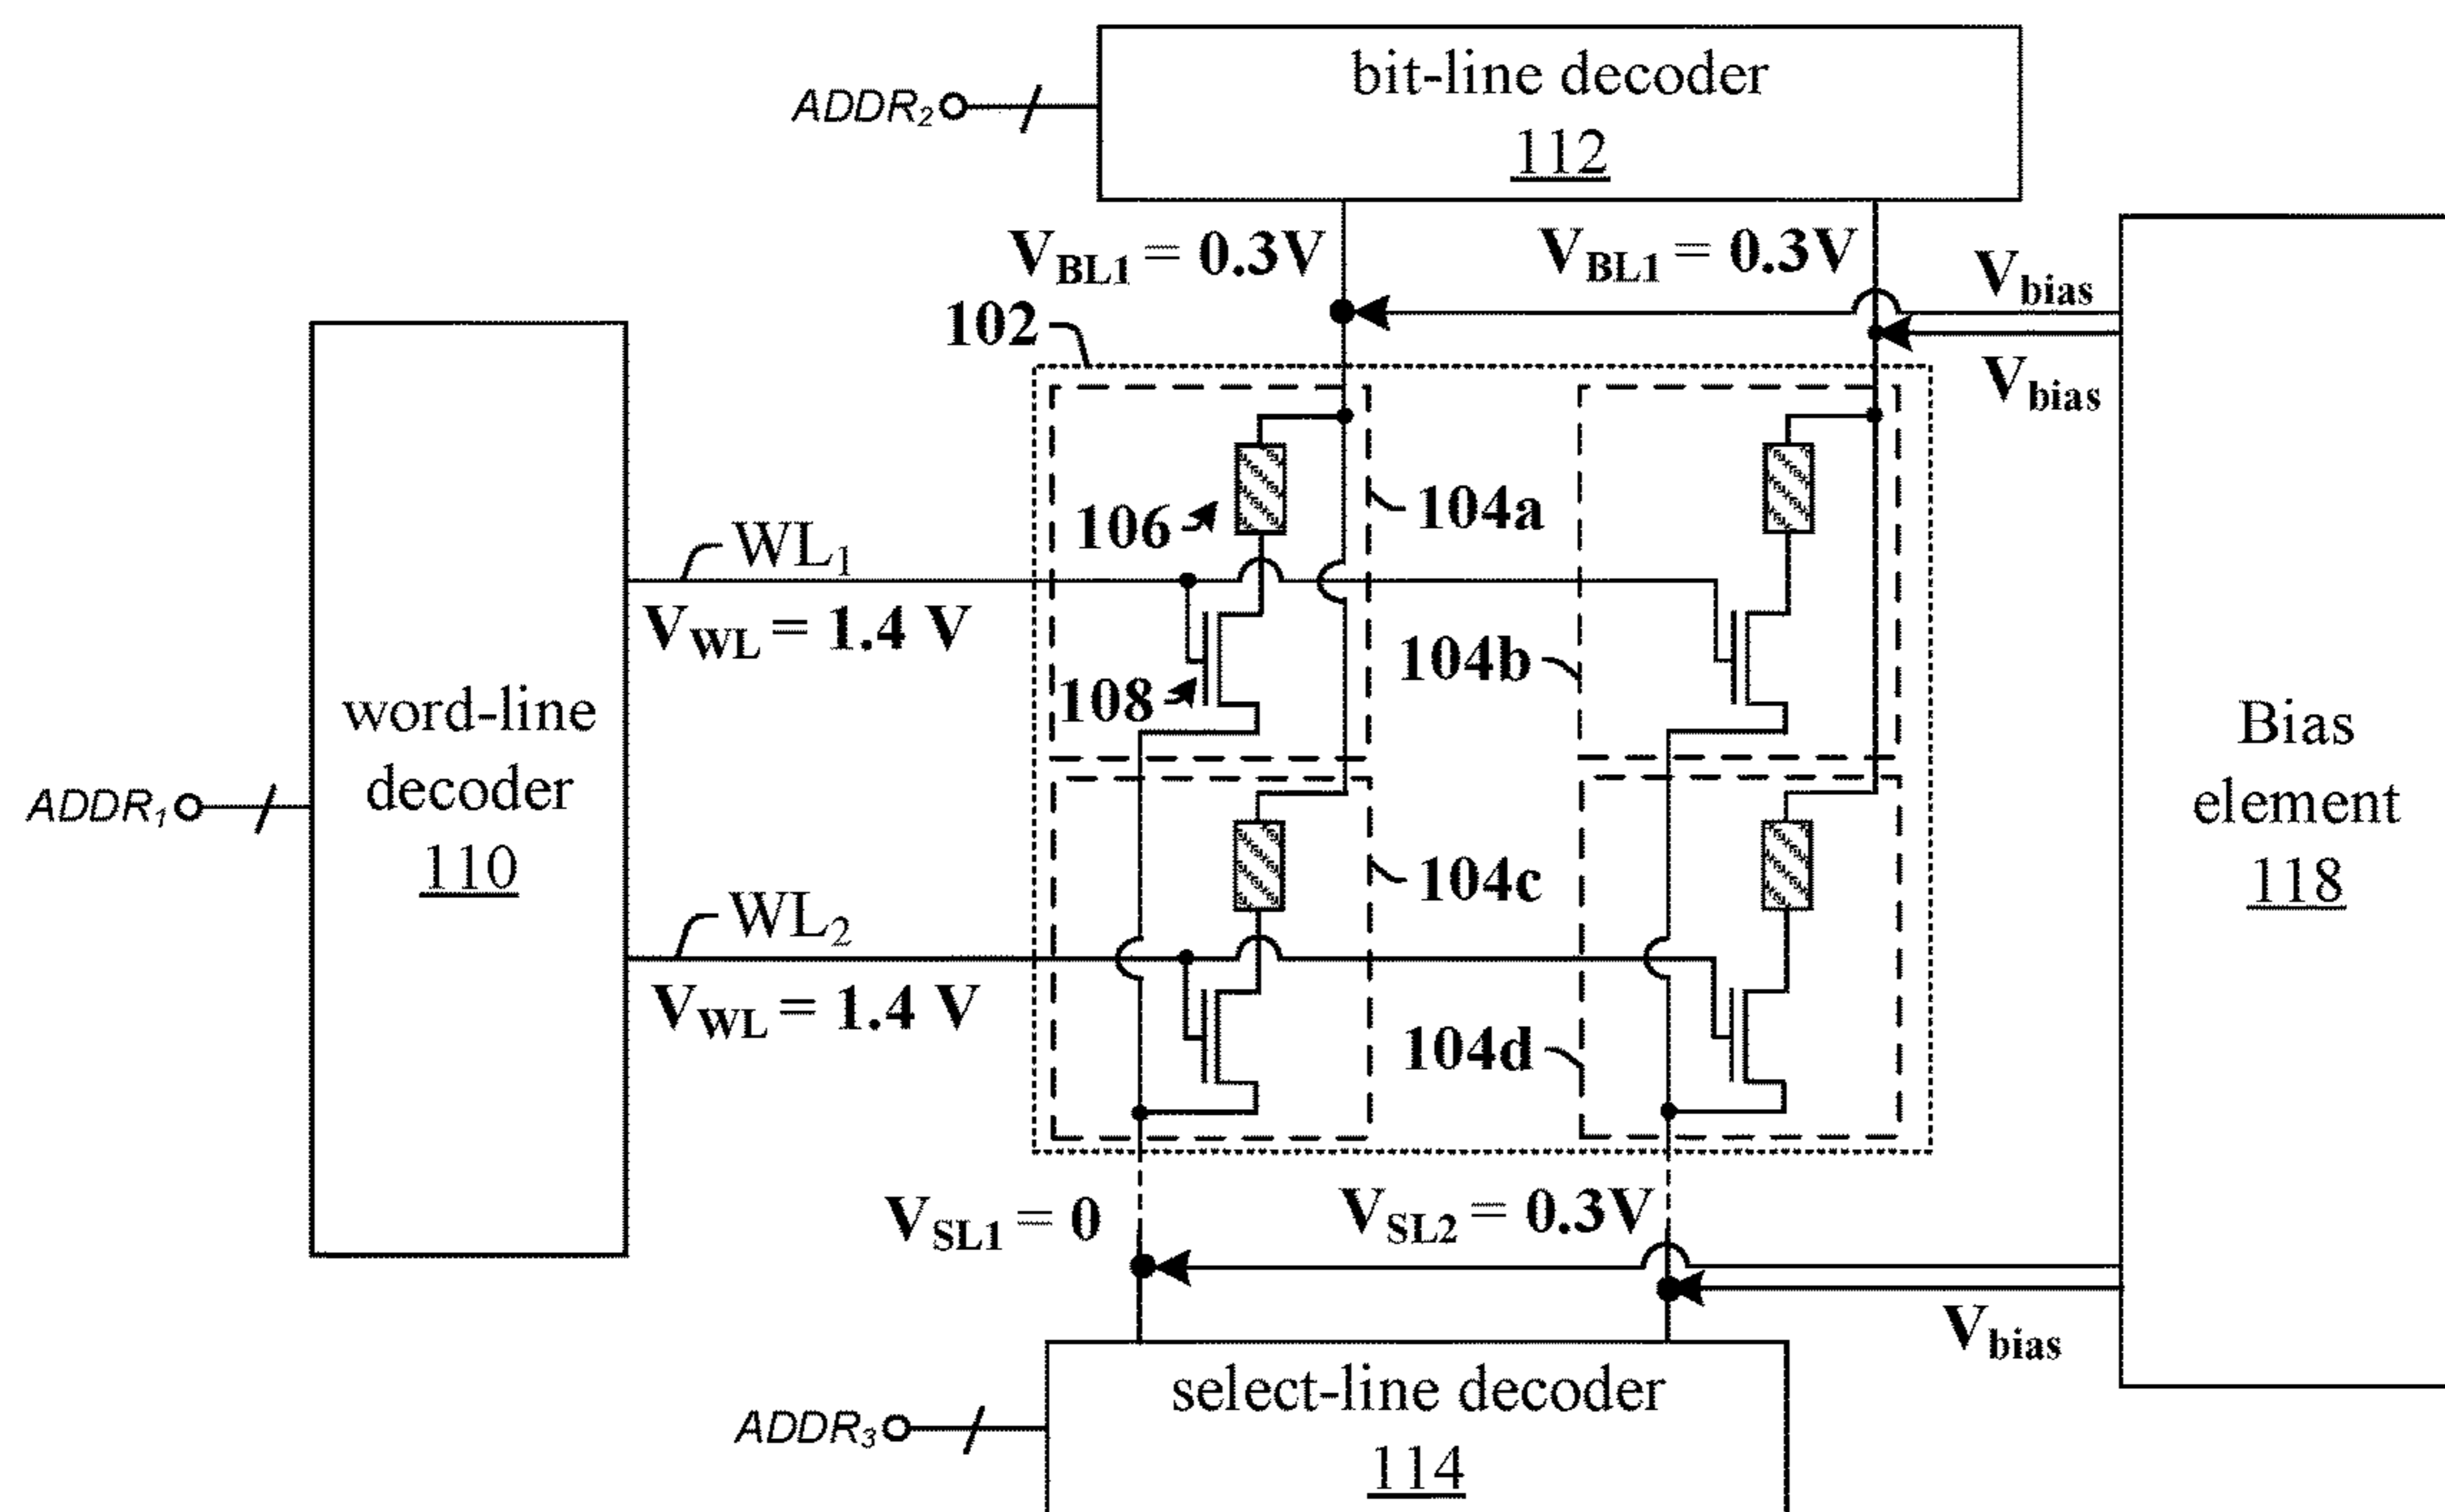 bit-line decoder
112
ADDR2
VBL1 = 0.3V
VBL1 = 0.3V
Vbias
Vbias
102
106
104a
WL1
VWL = 1.4 V
104b
108
word-line
decoder
110
ADDR1
Bias
element
118
104c
WL2
VWL = 1.4 V
104d
VSL1 = 0
VSL2 = 0.3V
Vbias
select-line decoder
114
ADDR3